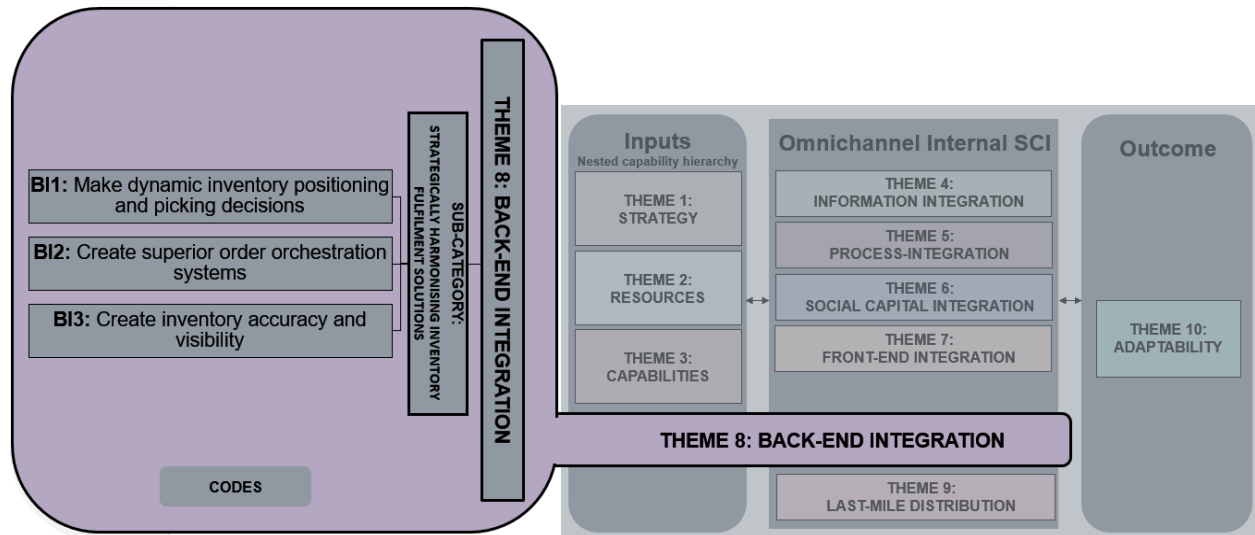 BI1: Make dynamic inventory positioning
and picking decisions
BI2: Create superior order orchestration
systems
BI3: Create inventory accuracy and
visibility
CODES
SUB-CATEGORY:
STRATEGICALLY HARMONISING INVENTORY
FULFILMENT SOLUTIONS
THEME 8: BACK-END INTEGRATION
Inputs
Nested capability hierarchy
THEME 1:
STRATEGY
THEME 2:
RESOURCES
THEME 3:
CAPABILITIES
Omnichannel Internal SCI
THEME 4:
INFORMATION INTEGRATION
THEME 5:
PROCESS-INTEGRATION
THEME 6:
SOCIAL CAPITAL INTEGRATION
THEME 7:
FRONT-END INTEGRATION
THEME 8: BACK-END INTEGRATION
THEME 9:
LAST-MILE DISTRIBUTION
Outcome
THEME 10:
ADAPTABILITY